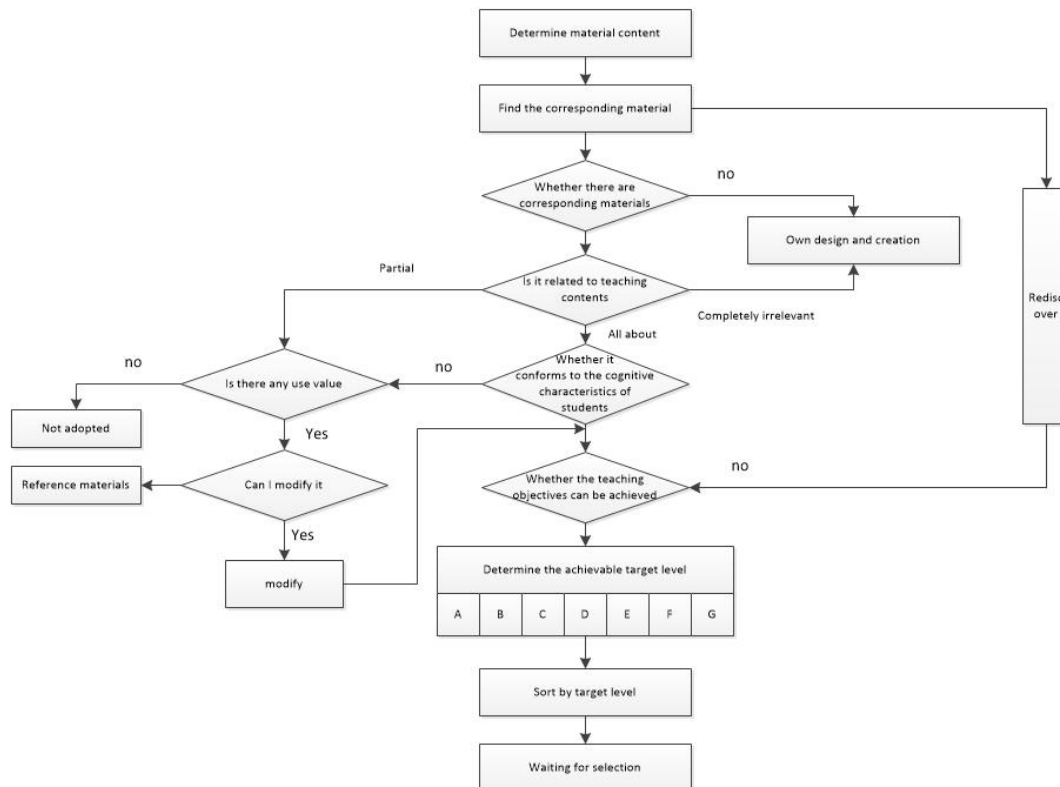 Determine material content
Find the corresponding material
no
Whether there are
corresponding materials
Own design and creation
Partial
Is it related to teaching
contents
Completely irrelevant
All about
Whether it
conforms to the cognitive
characteristics of
students
no
Is there any use value
no
Not adopted
Yes
Reference materials
Can I modify it
Yes
modify
over
no
Whether the teaching
objectives can be achieved
Determine the achievable target level
A B C D E F G
Sort by target level
Waiting for selection